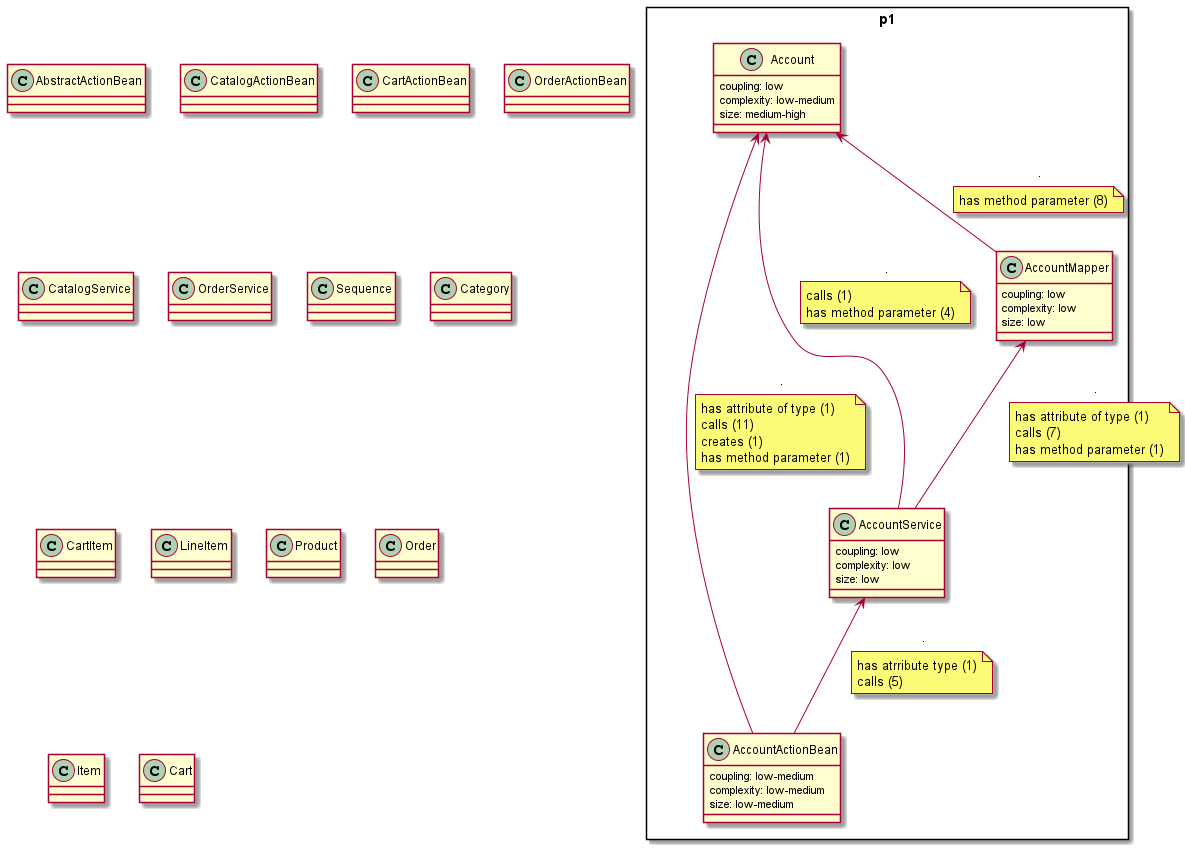 p1
C Account
coupling: low
complexity: low-medium
size: medium-high
C AbstractActionBean
C CatalogActionBean
C CartActionBean
C OrderActionBean
has method parameter (8)
C CatalogService
C OrderService
C Sequence
C Category
calls (1)
has method parameter (4)
C AccountMapper
coupling: low
complexity: low
size: low
has attribute of type (1)
calls (11)
creates (1)
has method parameter (1)
has attribute of type (1)
calls (7)
has method parameter (1)
C CartItem
C LineItem
C Product
C Order
C AccountService
coupling: low
complexity: low
size: low
has atrribute type (1)
calls (5)
C Item
C Cart
C AccountActionBean
coupling: low-medium
complexity: low-medium
size: low-medium